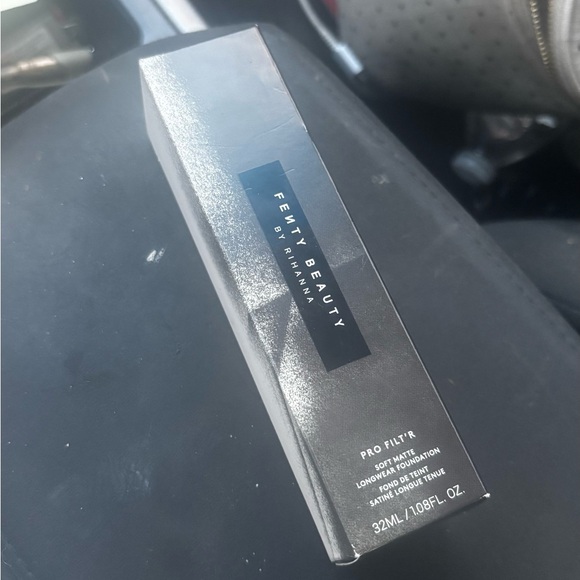 FEИTY BEAUTY
BY RIHANNA
PRO FILT'R
SOFT MATTE
LONGWEAR FOUNDATION
FOND DE TEINT
SATINÉ LONGUE TENUE
32ML / 1.08FL. OZ.